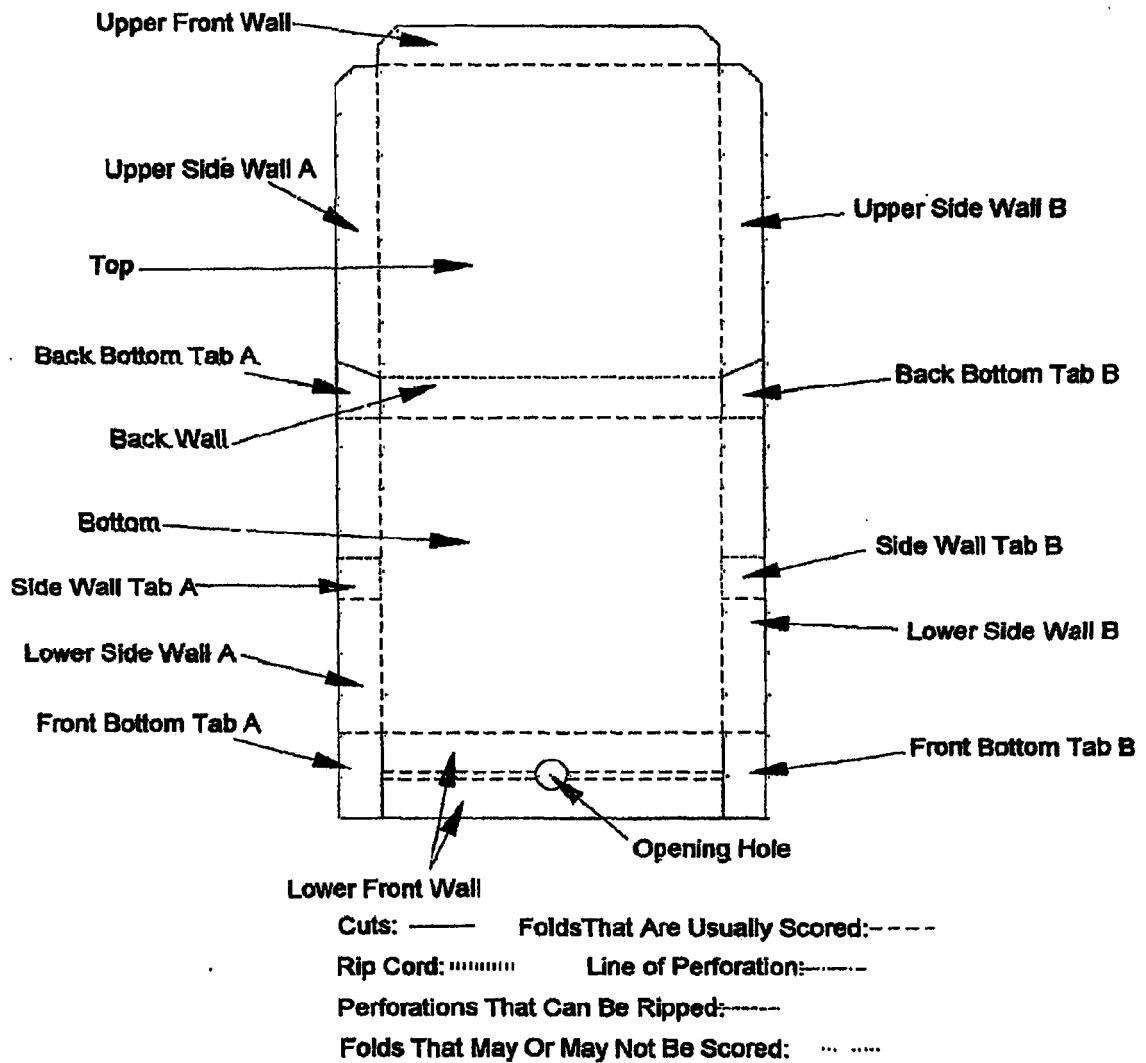 Upper Front Wall
Upper Side Wall A
Upper Side Wall B
Top
Back Bottom Tab A
Back Bottom Tab B
Back Wall
Bottom
Side Wall Tab B
Side Wall Tab A
Lower Side Wall B
Lower Side Wall A
Front Bottom Tab A
Front Bottom Tab B
Opening Hole
Lower Front Wall
Cuts: FoldsThat Are Usually Scored:
Rip Cord: Line of Perforation:
Perforations That Can Be Ripped:
Folds That May Or May Not Be Scored: